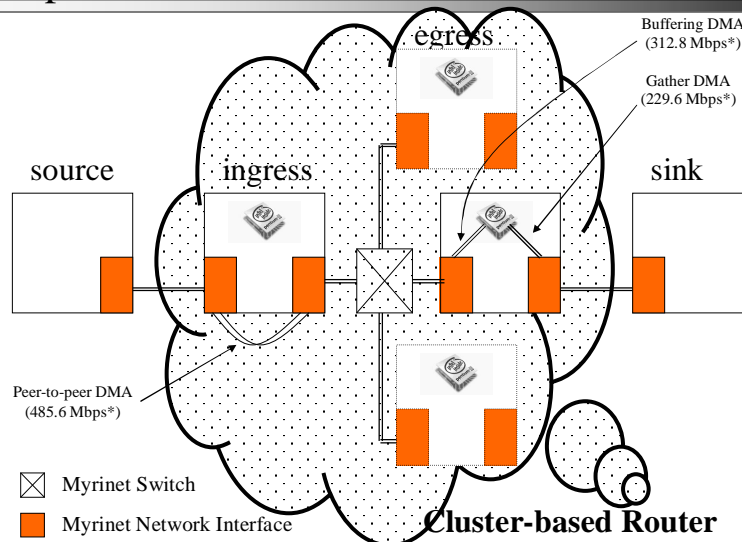 egress
Buffering DMA
(312.8 Mbps*)
Gather DMA
(229.6 Mbps*)
source
ingress
sink
Peer-to-peer DMA
(485.6 Mbps*)
Myrinet Switch
Myrinet Network Interface
Cluster-based Router